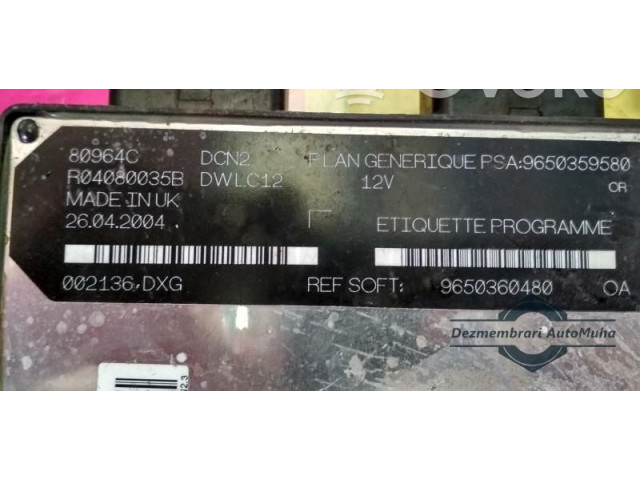 80964C DCN2 PLAN GENERIQUE PSA:9650359580
R04080035B DWLC12 12V OR
MADE IN UK
26.04.2004 ETIQUETTE PROGRAMME
002136,DXG REF SOFT: 9650360480 OA
Dezmembrari AutoMuha